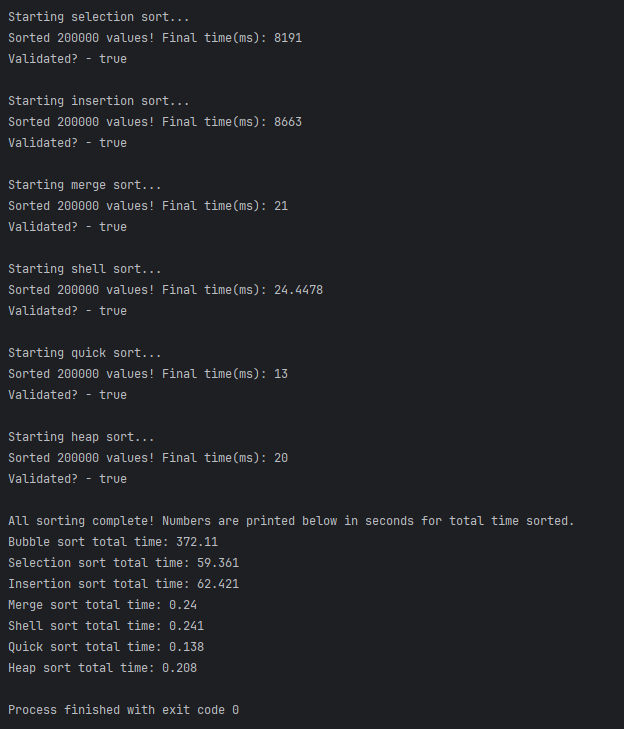 Starting selection sort...
Sorted 200000 values! Final time(ms): 8191
Validated? - true
Starting insertion sort...
Sorted 200000 values! Final time(ms): 8663
Validated? - true
Starting merge sort...
Sorted 200000 values! Final time(ms): 21
Validated? - true
Starting shell sort...
Sorted 200000 values! Final time(ms): 24.4478
Validated? - true
Starting quick sort...
Sorted 200000 values! Final time(ms): 13
Validated? - true
Starting heap sort...
Sorted 200000 values! Final time(ms): 20
Validated? - true
All sorting complete! Numbers are printed below in seconds for total time sorted.
Bubble sort total time: 372.11
Selection sort total time: 59.361
Insertion sort total time: 62.421
Merge sort total time: 0.24
Shell sort total time: 0.241
Quick sort total time: 0.138
Heap sort total time: 0.208
Process finished with exit code 0